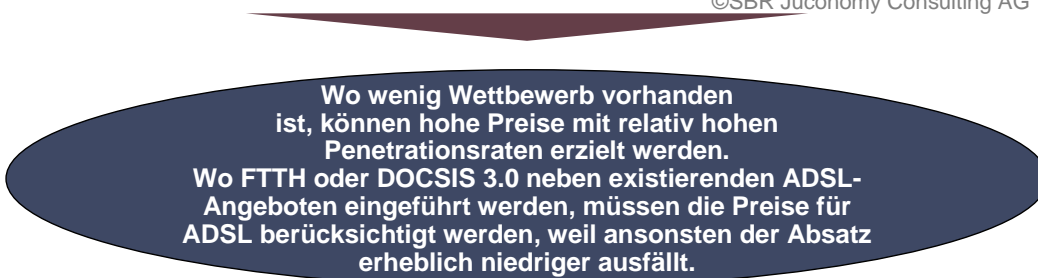 ©SBR Juconomy Consulting AG
Wo wenig Wettbewerb vorhanden
ist, können hohe Preise mit relativ hohen
Penetrationsraten erzielt werden.
Wo FTTH oder DOCSIS 3.0 neben existierenden ADSL-
Angeboten eingeführt werden, müssen die Preise für
ADSL berücksichtigt werden, weil ansonsten der Absatz
erheblich niedriger ausfällt.